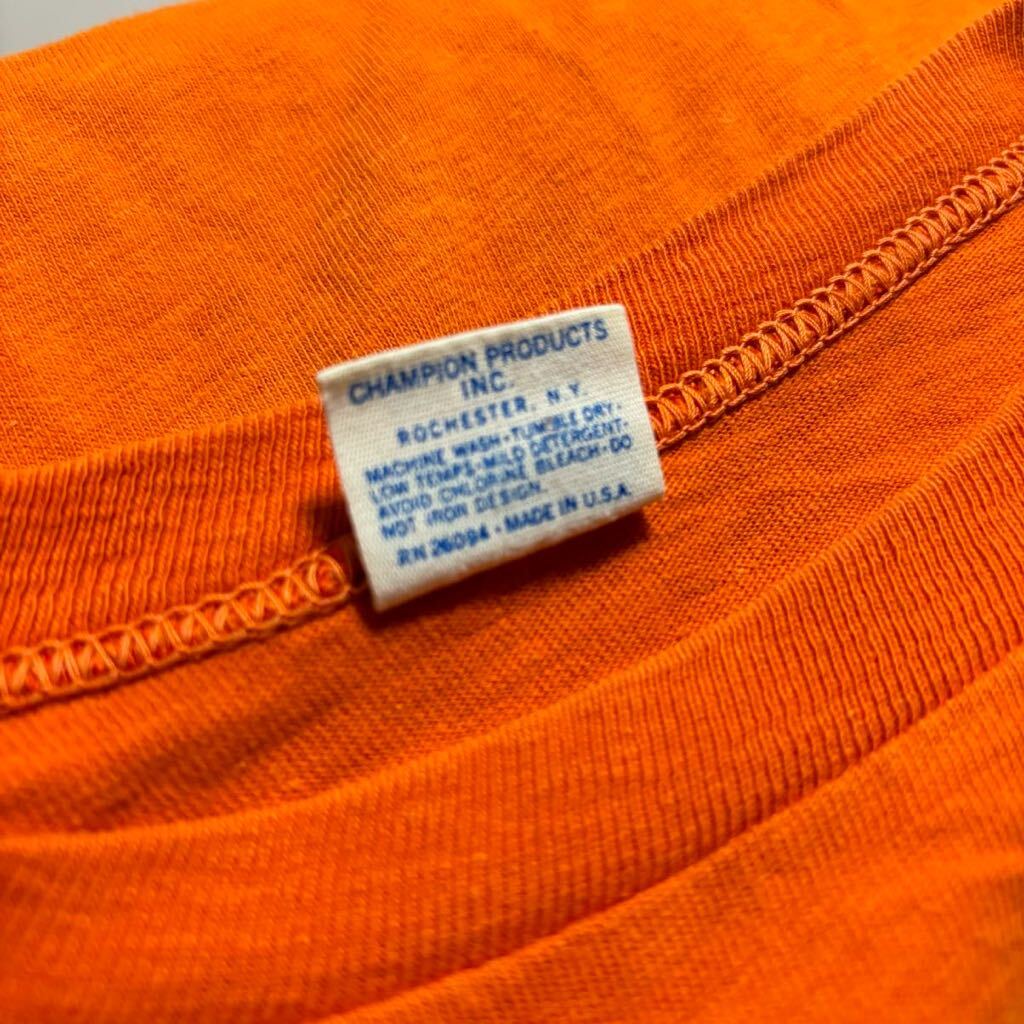 CHAMPION PRODUCTS
INC.
ROCHESTER, N.Y.
MACHINE WASH • TUMBLE DRY •
LOW TEMPS • MILD DETERGENT •
AVOID CHLORINE BLEACH • DO
NOT IRON DESIGN.
RN 26094 • MADE IN U.S.A.